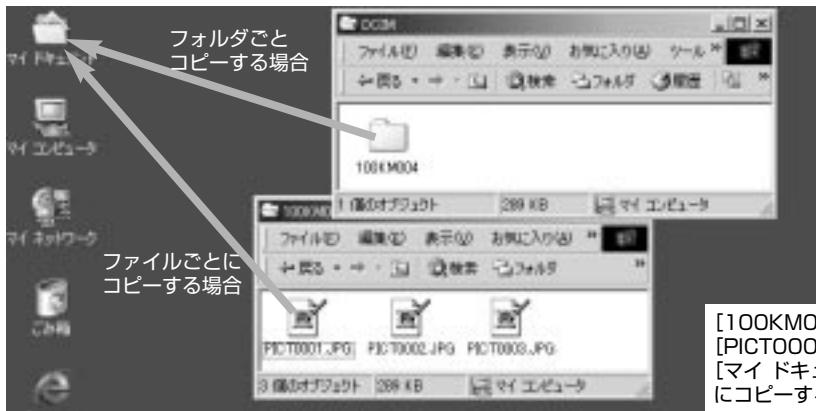 マイ ドキュメント
フォルダごと
コピーする場合
DCIM
ファイル(F) 編集(E) 表示(V) お気に入り(A) ツール »
戻る 検索 フォルダ 履歴 »
100KM004
1 個のオブジェクト 289 KB マイ コンピュータ
マイ コンピュータ
マイ ネットワーク
ファイルごとに
コピーする場合
ごみ箱
ファイル(F) 編集(E) 表示(V) お気に入り(A) »
戻る 検索 フォルダ »
PICT0001.JPG PICT0002.JPG PICT0003.JPG
3 個のオブジェクト 289 KB マイ コンピュータ
[100KM0
[PICT000
[マイ ドキュ
にコピーす